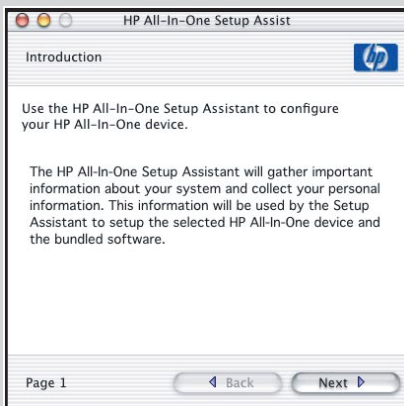 HP All-In-One Setup Assist
Introduction
hp
Use the HP All-In-One Setup Assistant to configure
your HP All-In-One device.
The HP All-In-One Setup Assistant will gather important
information about your system and collect your personal
information. This information will be used by the Setup
Assistant to setup the selected HP All-In-One device and
the bundled software.
Page 1
Back
Next